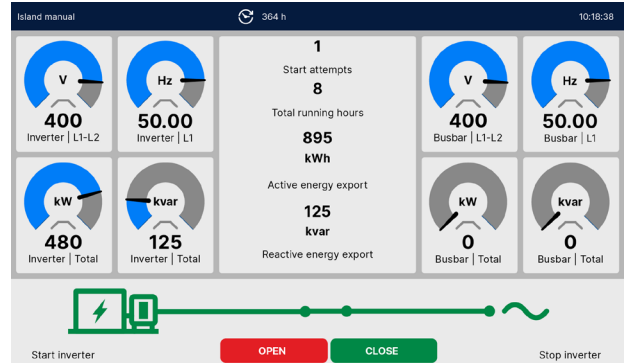 Island manual
364 h
10:18:38
V
400
Inverter | L1-L2
Hz
50.00
Inverter | L1
kW
480
Inverter | Total
kvar
125
Inverter | Total
1
Start attempts
8
Total running hours
895
kWh
Active energy export
125
kvar
Reactive energy export
V
400
Busbar | L1-L2
Hz
50.00
Busbar | L1
kW
0
Busbar | Total
kvar
0
Busbar | Total
Start inverter
OPEN
CLOSE
Stop inverter